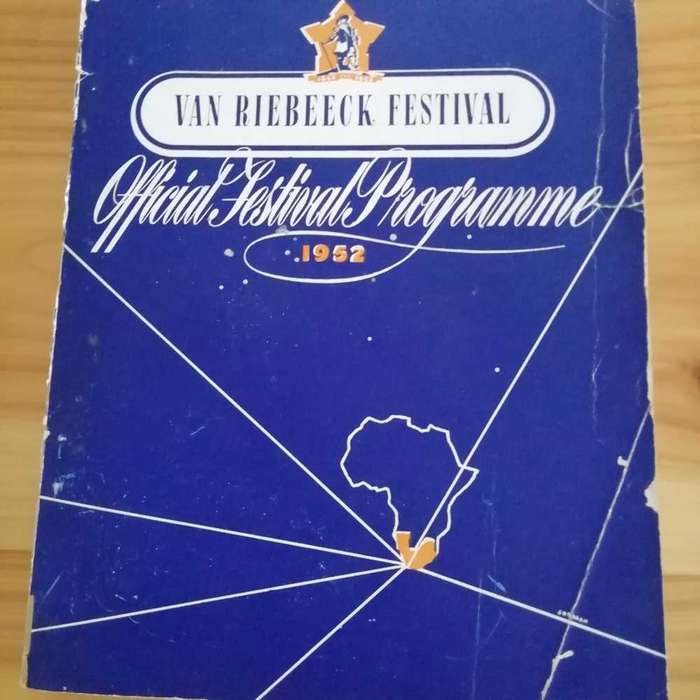 VAN RIEBEECK FESTIVAL
Official Festival Programme
1952